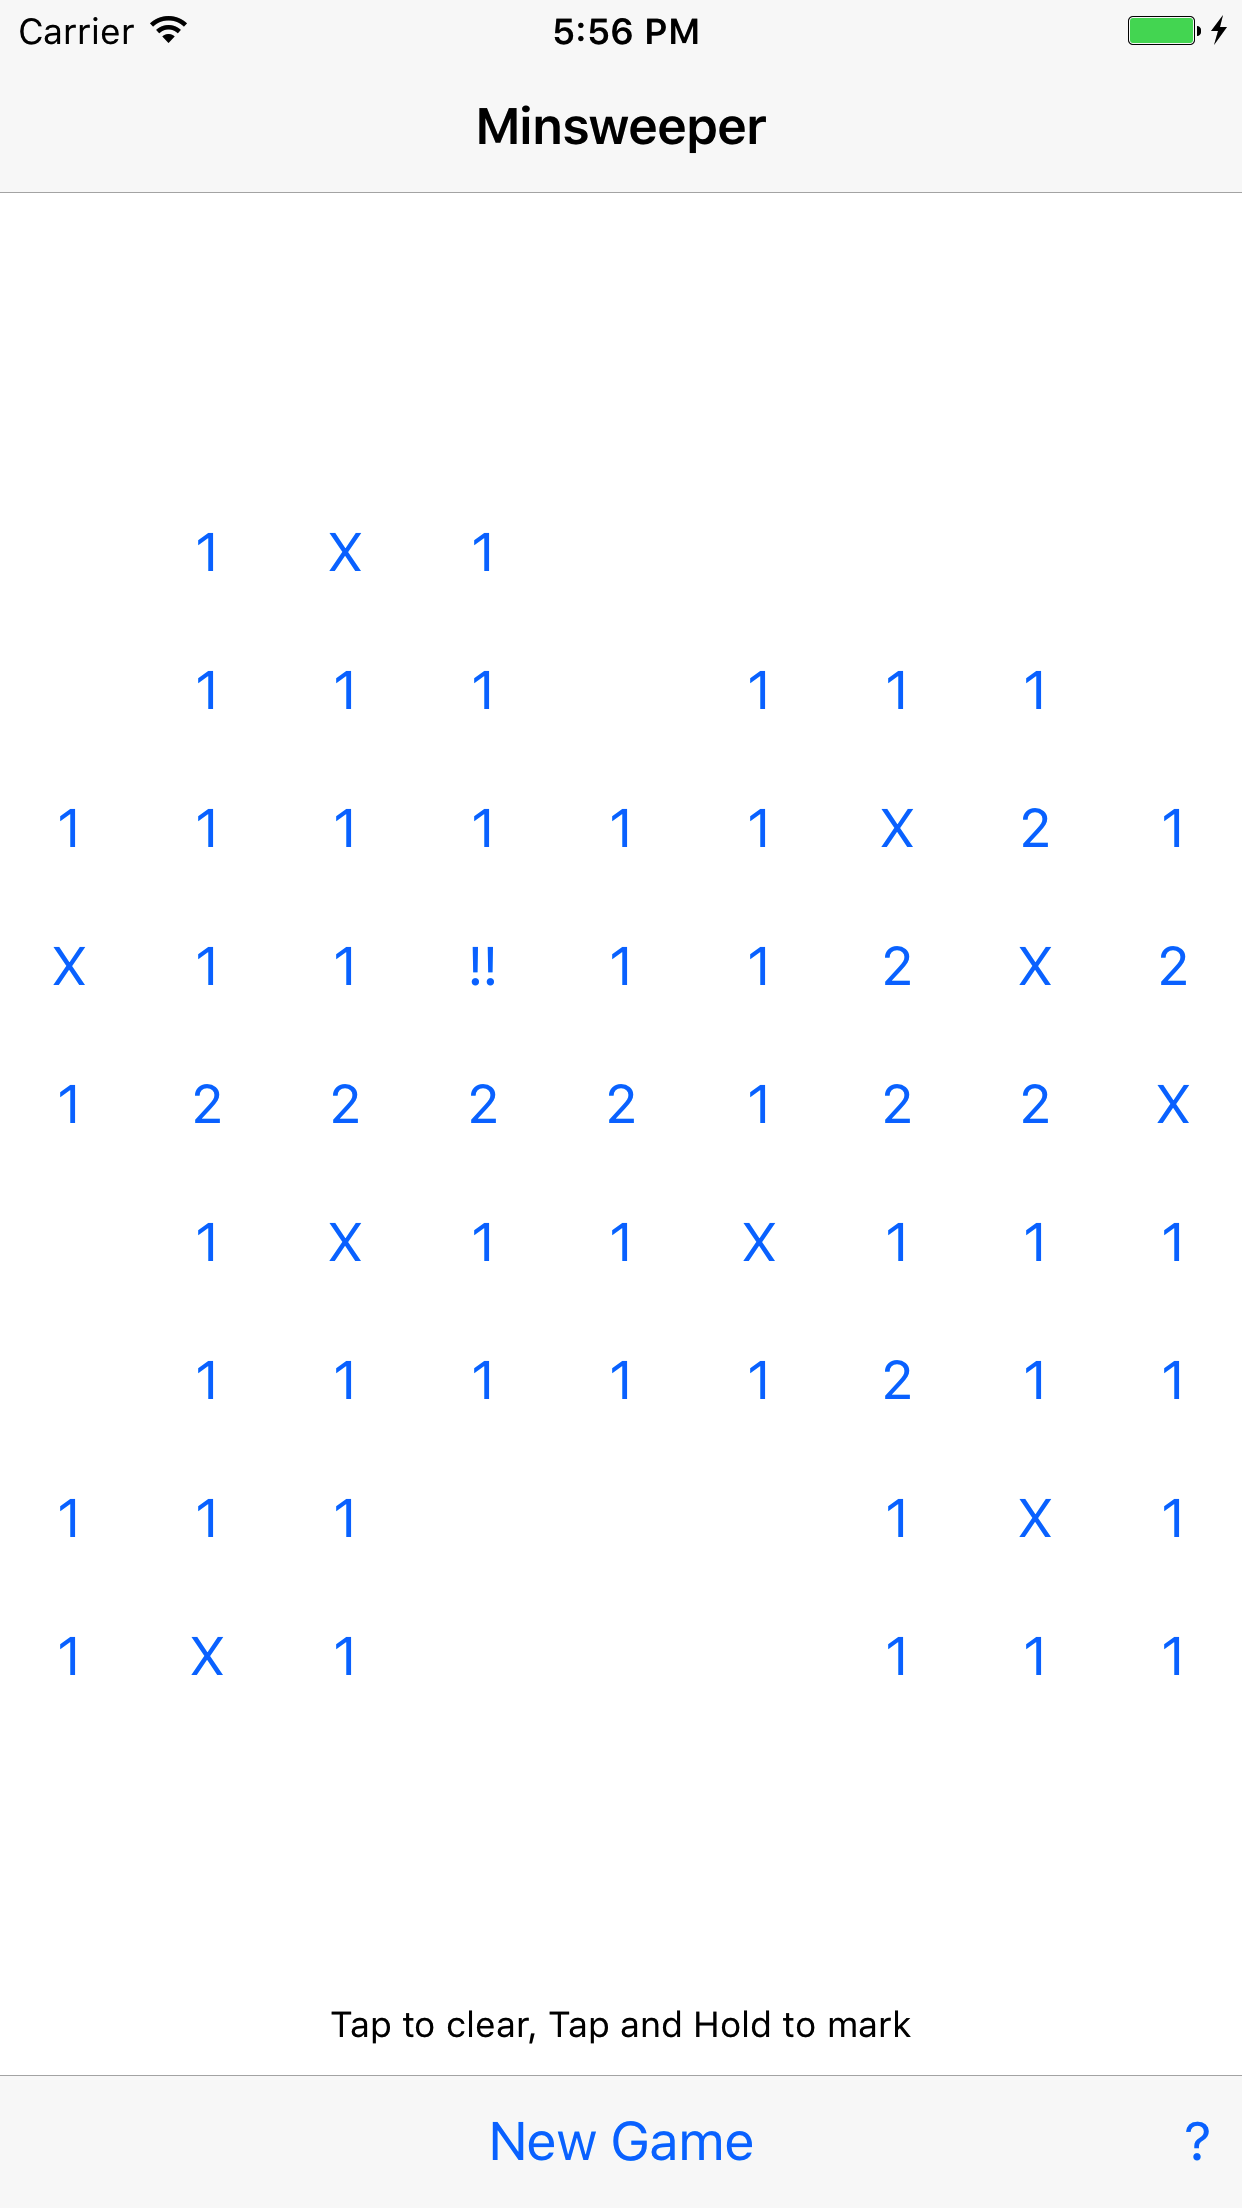 Carrier 5:56 PM
Minsweeper
1 X 1
1 1 1 1 1 1
1 1 1 1 1 1 X 2 1
X 1 1 !! 1 1 2 X 2
1 2 2 2 2 1 2 2 X
1 X 1 1 X 1 1 1
1 1 1 1 1 2 1 1
1 1 1 1 X 1
1 X 1 1 1 1
Tap to clear, Tap and Hold to mark
New Game ?